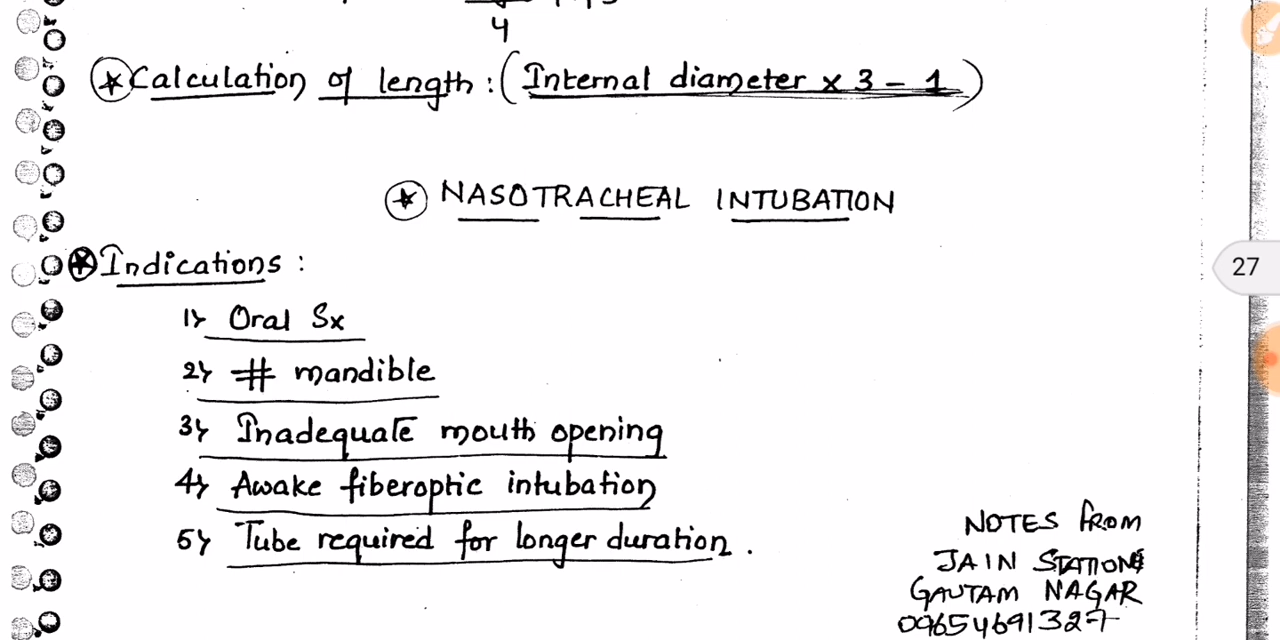 4
Calculation of length : (Internal diameter x 3 - 1)
NASOTRACHEAL INTUBATION
Indications :
1) Oral Sx
2) # mandible
3) Inadequate mouth opening
4) Awake fiberoptic intubation
5) Tube required for longer duration .
27
NOTES FROM
JAIN STATIONE
GAUTAM NAGAR
09654691327